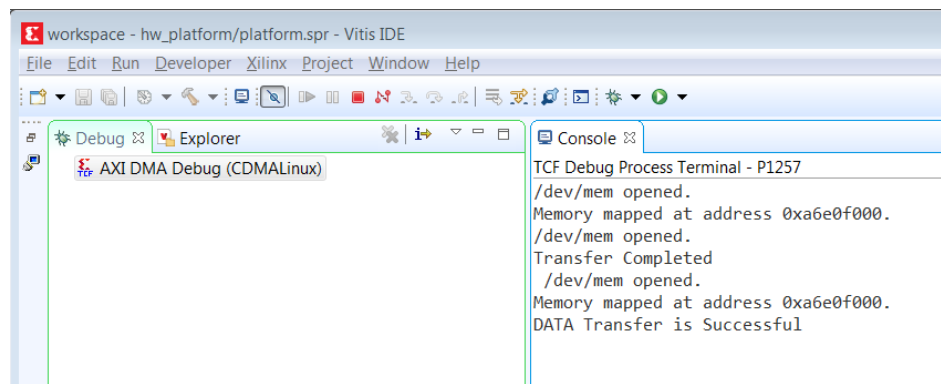 workspace - hw_platform/platform.spr - Vitis IDE
File Edit Run Developer Xilinx Project Window Help
Debug Explorer
Console
TCF AXI DMA Debug (CDMALinux)
TCF Debug Process Terminal - P1257
/dev/mem opened.
Memory mapped at address 0xa6e0f000.
/dev/mem opened.
Transfer Completed
 /dev/mem opened.
Memory mapped at address 0xa6e0f000.
DATA Transfer is Successful